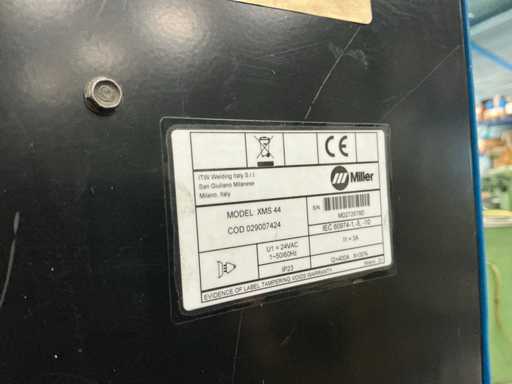 CE
ITW Welding Italy S.r.l.
San Giuliano Milanese
Milano, Italy
Miller
MODEL XMS 44
COD 029007424
S/N
IEC 60974-1,-5,-10
U1 = 24VAC
1~50/60Hz
I1 = 3A
IP23
EVIDENCE OF LABEL TAMPERING VOIDS WARRANTY